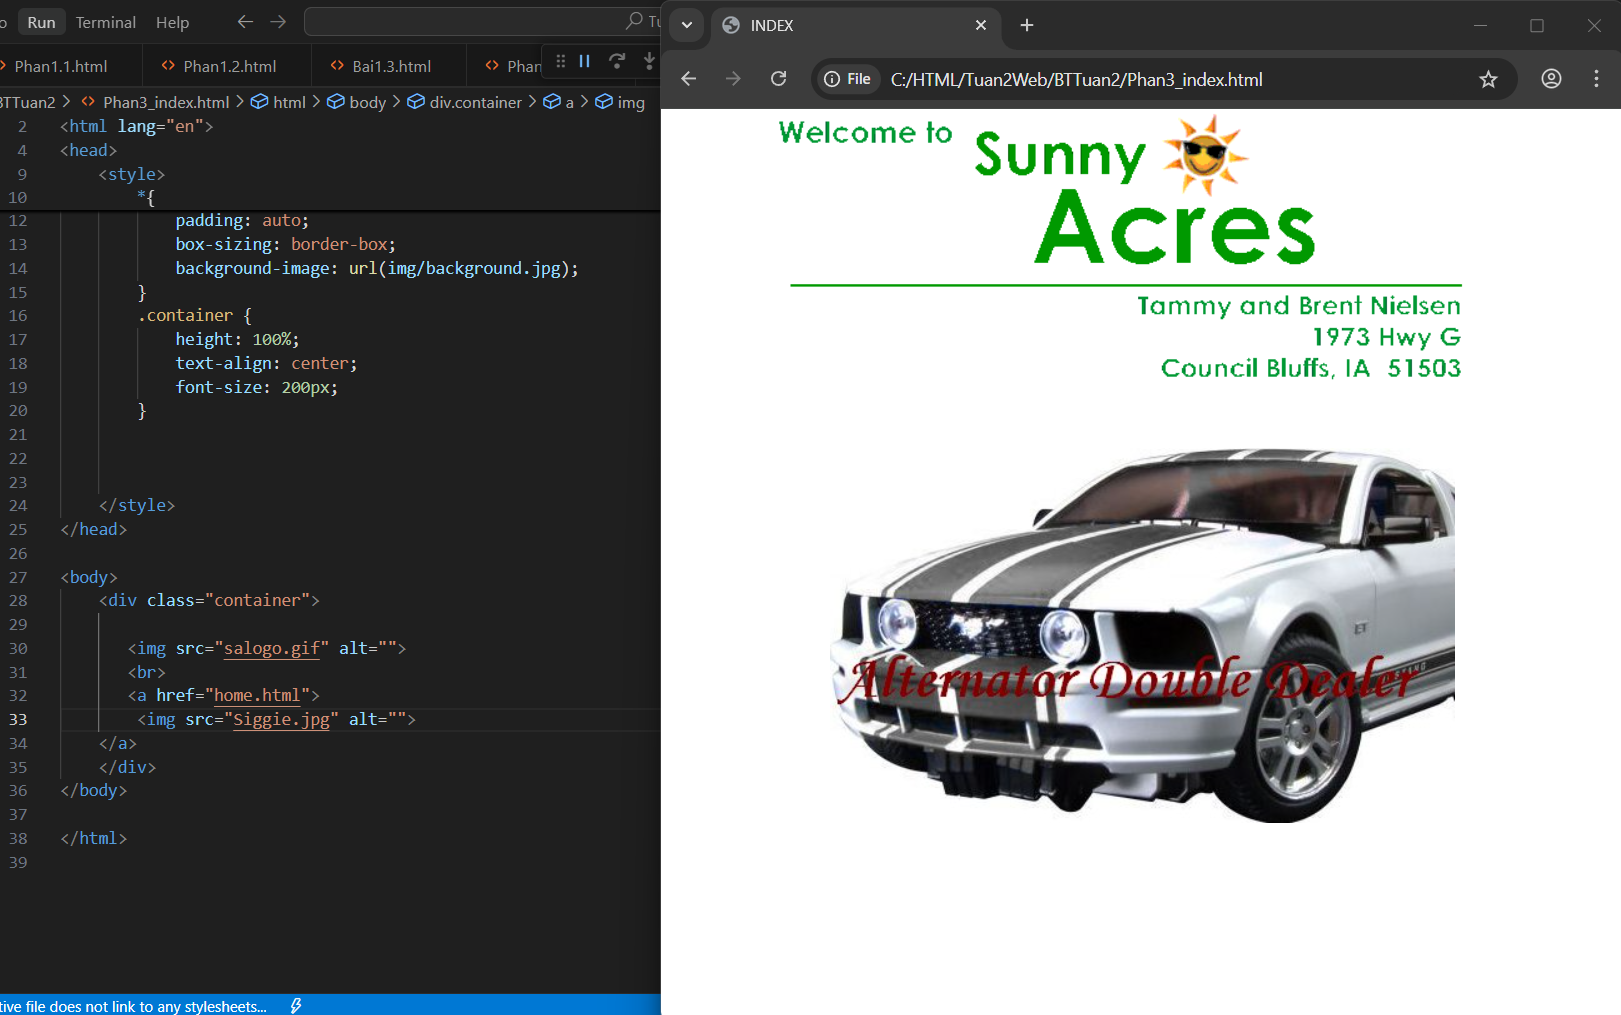 Run Terminal Help
Phan1.1.html Phan1.2.html Bai1.3.html Phan
BTTuan2 > Phan3_index.html > html > body > div.container > a > img
2 <html lang="en">
4 <head>
9 <style>
10 *{
12 padding: auto;
13 box-sizing: border-box;
14 background-image: url(img/background.jpg);
15 }
16 .container {
17 height: 100%;
18 text-align: center;
19 font-size: 200px;
20 }
21
22
23
24 </style>
25 </head>
26
27 <body>
28 <div class="container">
29
30 <img src="salogo.gif" alt="">
31 <br>
32 <a href="home.html">
33 <img src="Siggie.jpg" alt="">
34 </a>
35 </div>
36 </body>
37
38 </html>
39
tive file does not link to any stylesheets...
INDEX
File C:/HTML/Tuan2Web/BTTuan2/Phan3_index.html
Welcome to Sunny
Acres
Tammy and Brent Nielsen
1973 Hwy G
Council Bluffs, IA 51503
Alternator Double Dealer